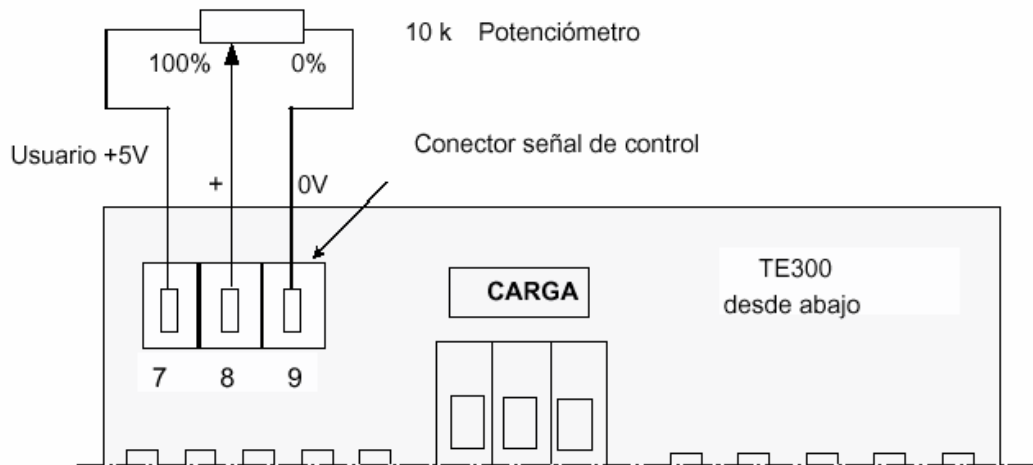 10 k Potenciómetro
100% 0%
Usuario +5V
Conector señal de control
+ 0V
TE300
desde abajo
CARGA
7 8 9